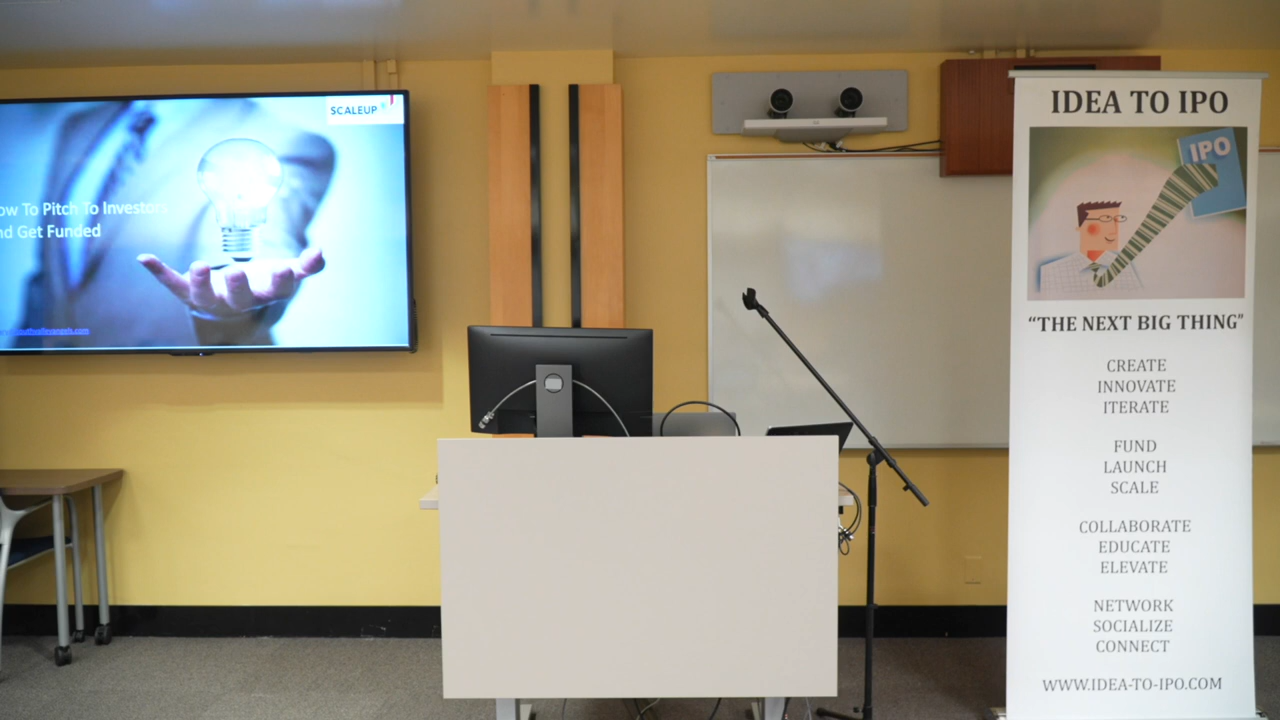 SCALEUP
ow To Pitch To Investors
nd Get Funded
IDEA TO IPO
IPO
“THE NEXT BIG THING”
CREATE
INNOVATE
ITERATE
FUND
LAUNCH
SCALE
COLLABORATE
EDUCATE
ELEVATE
NETWORK
SOCIALIZE
CONNECT
WWW.IDEA-TO-IPO.COM